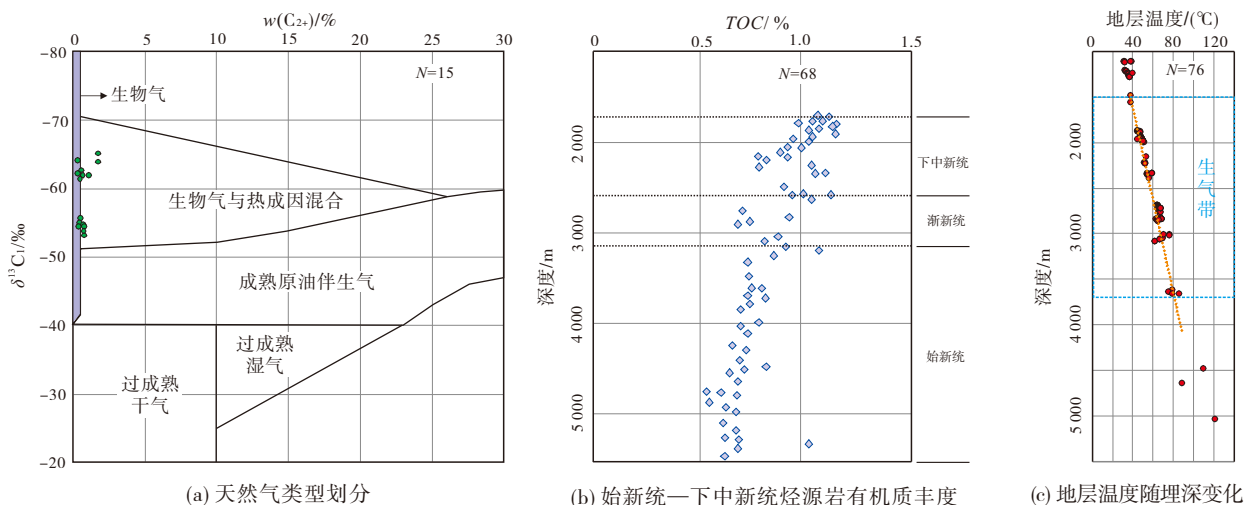 w(C₂₊)/%
0 5 10 15 20 25 30
-80
-70
-60
-50
-40
-30
-20
δ¹³C₁/‰
N=15
生物气
生物气与热成因混合
成熟原油伴生气
过成熟
湿气
过成熟
干气
(a) 天然气类型划分
TOC/ %
0 0.5 1.0 1.5
N=68
2 000
3 000
4 000
5 000
深度/m
下中新统
渐新统
始新统
(b) 始新统—下中新统烃源岩有机质丰度
地层温度/(℃)
0 40 80 120
N=76
2 000
3 000
4 000
5 000
深度/m
生气带
(c) 地层温度随埋深变化